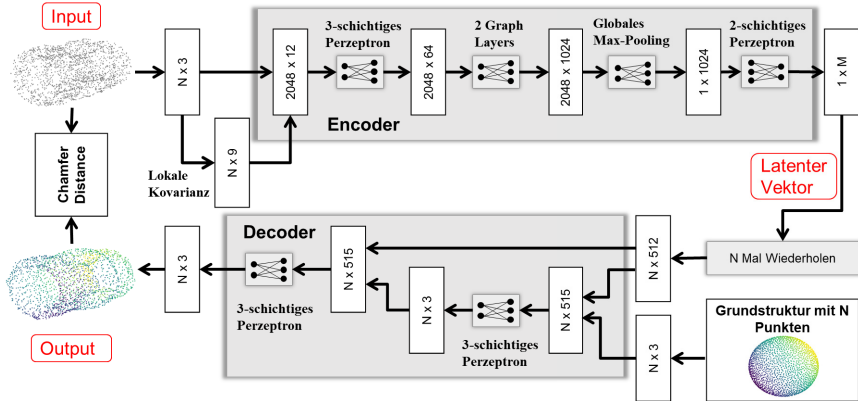 Input
N x 3
Lokale
Kovarianz
N x 9
2048 x 12
3-schichtiges
Perzeptron
2048 x 64
2 Graph
Layers
2048 x 1024
Globales
Max-Pooling
1 x 1024
2-schichtiges
Perzeptron
Encoder
1 x M
Latenter
Vektor
Chamfer
Distance
N Mal Wiederholen
N x 512
Grundstruktur mit N
Punkten
N x 3
Decoder
N x 515
3-schichtiges
Perzeptron
N x 3
N x 515
3-schichtiges
Perzeptron
N x 3
Output